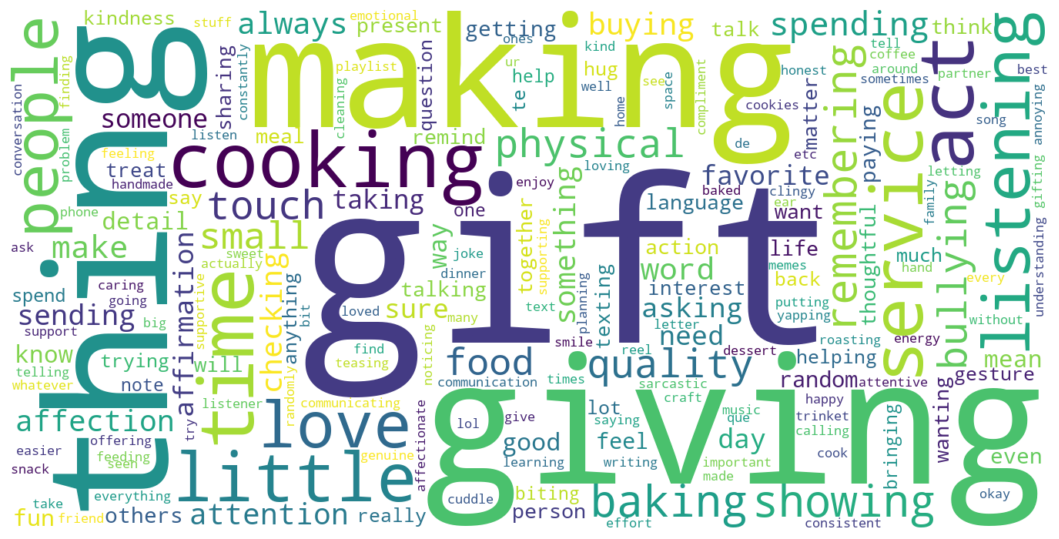 kindness
stuff
emotional
always
present
getting
ones
buying
talk
spending
tell
coffee
think
people
finding
thing
sharing
playlist
constantly
making
question
ur
te
kind
help
well
hug
see
home
space
compliment
honest
cookies
matter
remembering
around
sometimes
service
partner
act
song
best
annoying
listening
conversation
problem
someone
listen
cleaning
meal
remind
physical
de
etc
paying
feeling
treat
handmade
cooking
loving
favorite
letting
family
gifting
say
touch
taking
one
enjoy
baked
clingy
ear
language
want
thoughtful
bullying
hand
much
every
understanding
phone
detail
gift
something
together
supporting
way
joke
action
life
ask
make
small
sweet
actually
talking
dinner
word
memes
back
without
caring
going
time
affirmation
supportive
checking
randomly
anything
bit
loved
sure
many
text
texting
interest
asking
putting
yapping
spend
sending
support
big
planning
letter
need
roasting
energy
telling
know
trying
will
find
teasing
noticing
smile
reel
dessert
helping
mean
whatever
note
try
food
quality
communication
times
sarcastic
random
attentive
gesture
affection
listener
communicating
love
affectionate
lol
give
giving
lot
saying
craft
music
que
happy
trinket
wanting
offering
seen
easier
feeding
genuine
good
feel
day
calling
bringing
even
snack
little
learning
writing
important
made
cook
take
everything
cuddle
biting
baking
showing
okay
fun
friend
others
attention
really
person
effort
consistent